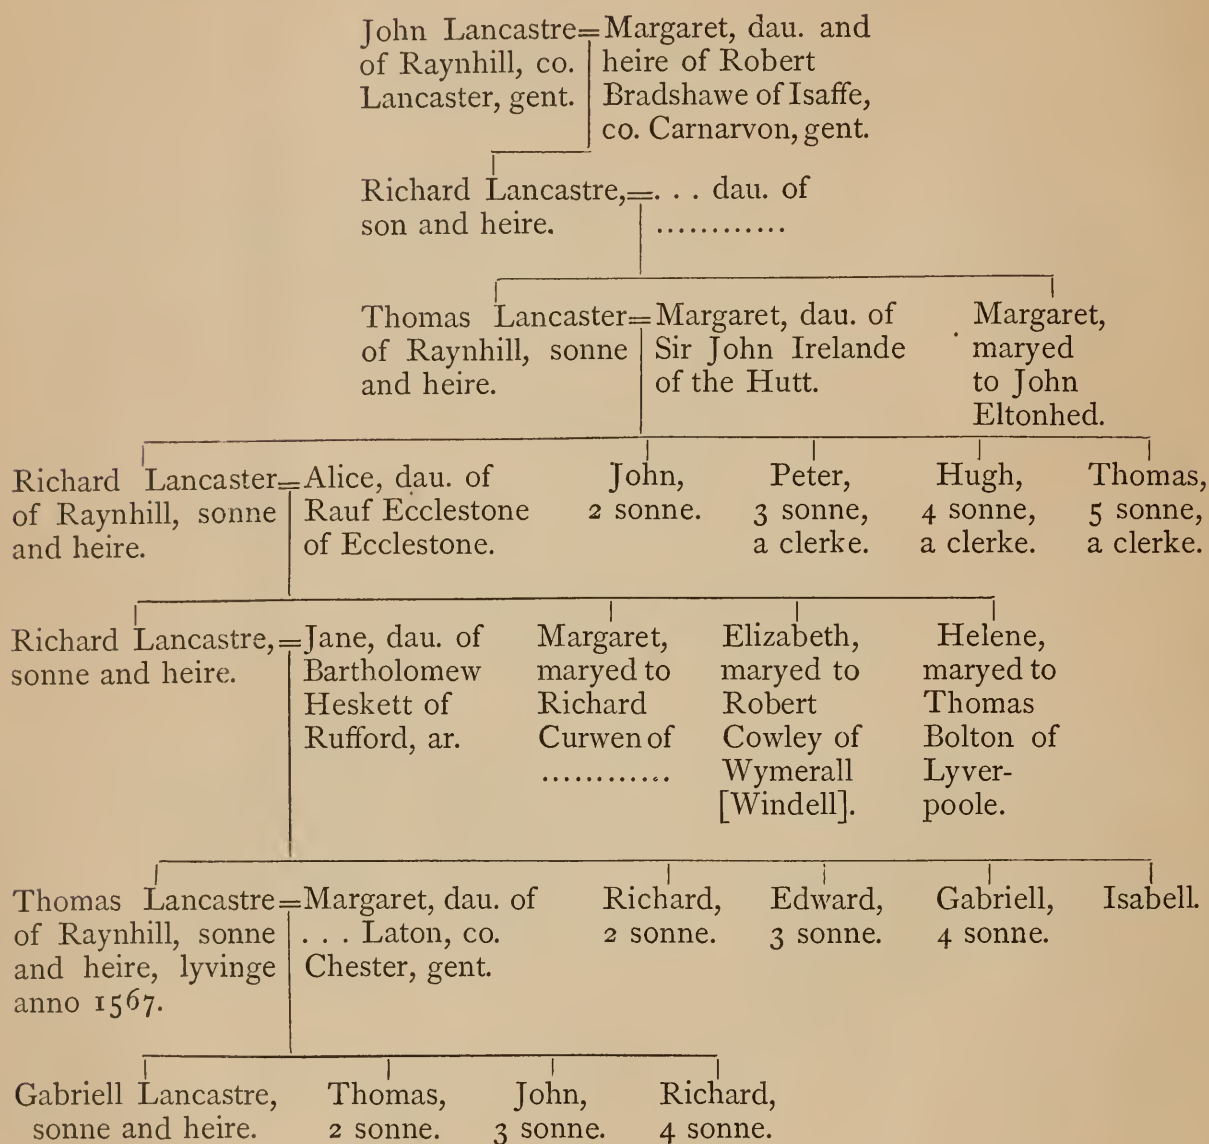 John Lancastre=Margaret, dau. and
of Raynhill, co. heire of Robert
Lancaster, gent. Bradshawe of Isaffe,
co. Carnarvon, gent.
Richard Lancastre,=. . . dau. of
son and heire. ............
Thomas Lancaster=Margaret, dau. of Margaret,
of Raynhill, sonne Sir John Irelande maryed
and heire. of the Hutt. to John
Eltonhed.
Richard Lancaster=Alice, dau. of John, Peter, Hugh, Thomas,
of Raynhill, sonne Rauf Ecclestone 2 sonne. 3 sonne, 4 sonne, 5 sonne,
and heire. of Ecclestone. a clerke. a clerke. a clerke.
Richard Lancastre,=Jane, dau. of Margaret, Elizabeth, Helene,
sonne and heire. Bartholomew maryed to maryed to maryed to
Heskett of Richard Robert Thomas
Rufford, ar. Curwen of Cowley of Bolton of
............ Wymerall Lyver-
[Windell]. poole.
Thomas Lancastre=Margaret, dau. of Richard, Edward, Gabriell, Isabell.
of Raynhill, sonne . . . Laton, co. 2 sonne. 3 sonne. 4 sonne.
and heire, lyvinge Chester, gent.
anno 1567.
Gabriell Lancastre, Thomas, John, Richard,
sonne and heire. 2 sonne. 3 sonne. 4 sonne.